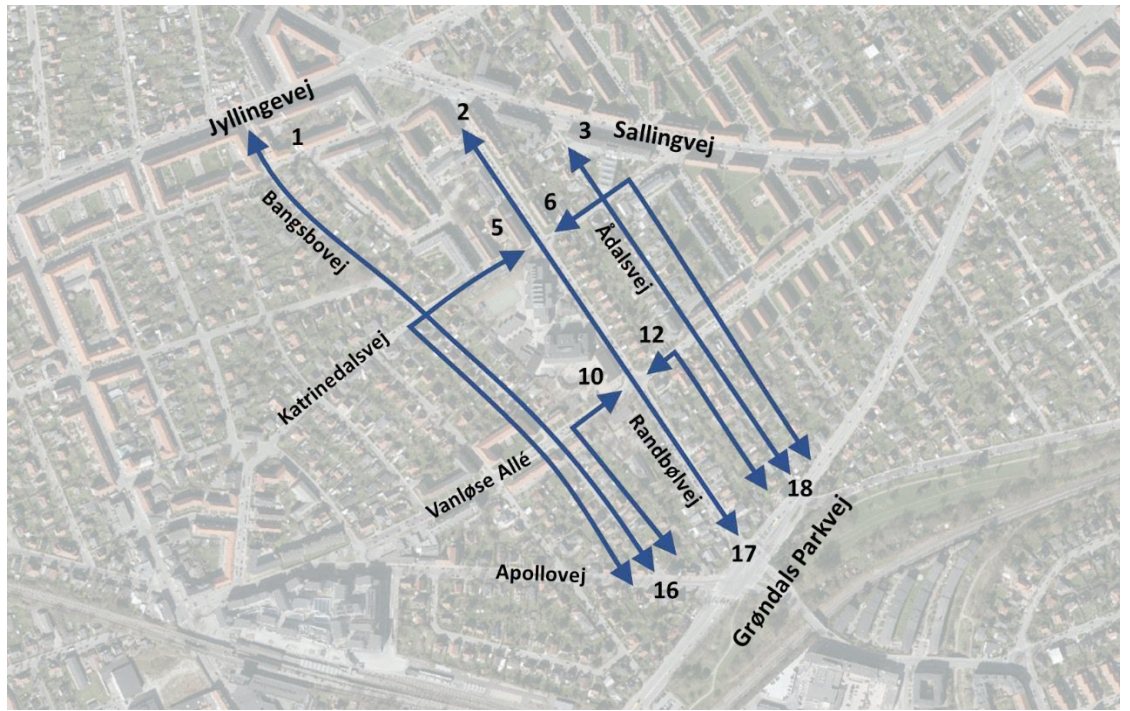 Jyllingevej
1
2
3
Sallingvej
Bangsbovej
5
6
Ådalsvej
Katrinedalsvej
10
12
Vanløse Allé
Randbølvej
Apollovej
16
17
18
Grøndals Parkvej